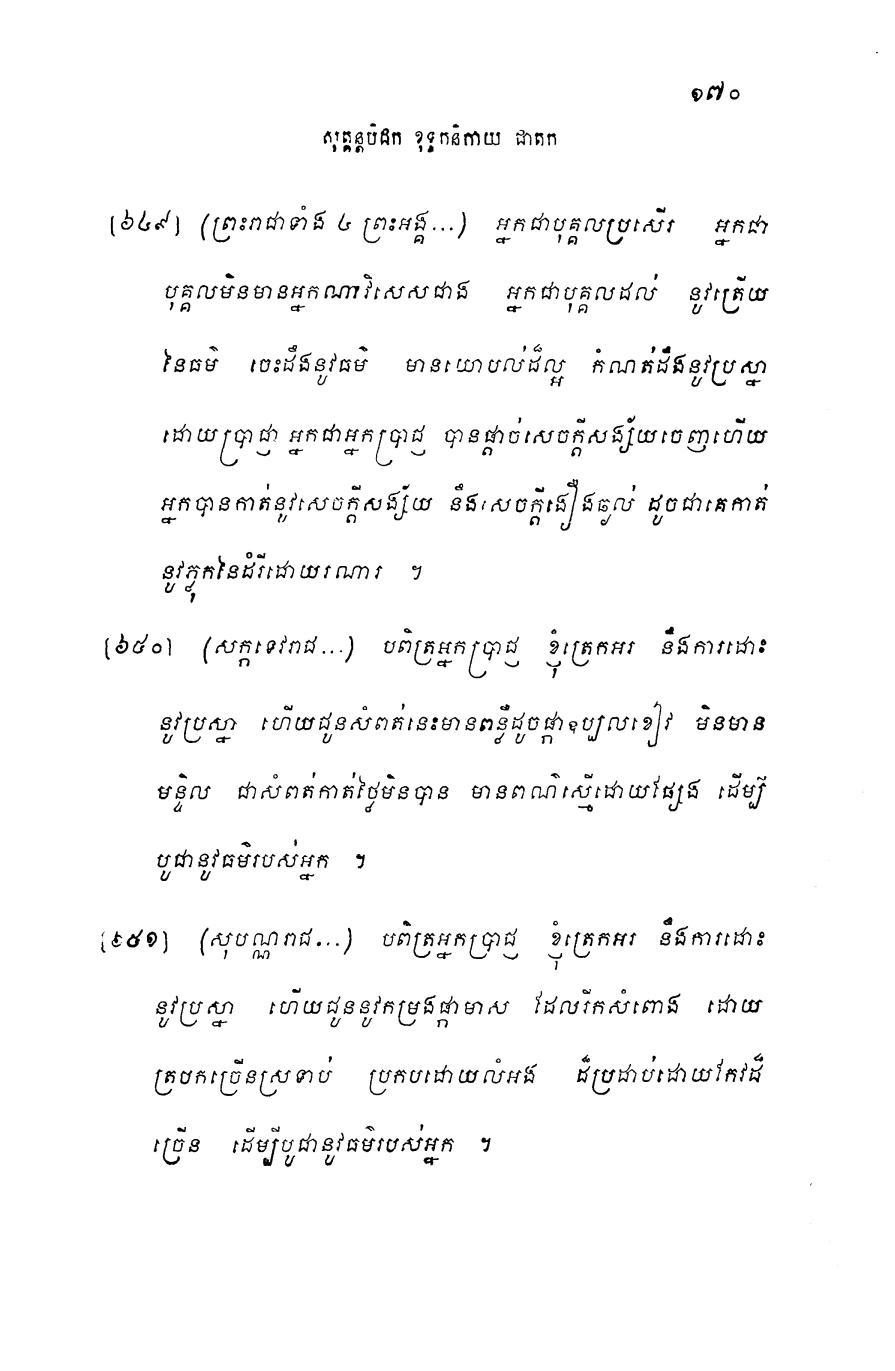 ១៧០
សុត្តន្តបិដក ខុទ្ទកនិកាយ ជាតក
[៦៤៩] (ព្រះរាជាទាំង ៤ ព្រះអង្គ...) អ្នកជាបុគ្គលប្រសើរ អ្នកជា
បុគ្គលមិនមានអ្នកណាវិសេសជាង អ្នកជាបុគ្គលដល់ នូវត្រើយ
នៃធម៌ ចេះដឹងនូវធម៌ មានយោបល់ដ៏ល្អ កំណត់ដឹងនូវប្រស្នា
ដោយប្រាជ្ញា អ្នកជាអ្នកប្រាជ្ញ បានផ្តាច់សេចក្តីសង្ស័យចេញហើយ
អ្នកបានកាត់នូវសេចក្តីសង្ស័យ នឹងសេចក្តីងឿងឆ្ងល់ ដូចជាគេកាត់
នូវភ្លុកនៃដំរីដោយរណារ ។
[៦៥០] (សក្កទេវរាជ...) បពិត្រអ្នកប្រាជ្ញ ខ្ញុំត្រេកអរ នឹងការដោះ
នូវប្រស្នា ហើយជូនសំពត់នេះមានពន្លឺដូចផ្កាឧប្បលខៀវ មិនមាន
មន្ទិល ជាសំពត់កាត់ថ្លៃមិនបាន មានពណ៌ស្មើដោយផ្សែង ដើម្បី
បូជានូវធម៌របស់អ្នក ។
[៦៥១] (សុបណ្ណរាជ...) បពិត្រអ្នកប្រាជ្ញ ខ្ញុំត្រេកអរ នឹងការដោះ
នូវប្រស្នា ហើយជូននូវកម្រងផ្កាមាស ដែលរីកសំពោង ដោយ
ត្របកច្រើនស្រទាប់ ប្រកបដោយលំអង ដ៏ប្រដាប់ដោយកែវដ៏
ច្រើន ដើម្បីបូជានូវធម៌របស់អ្នក ។